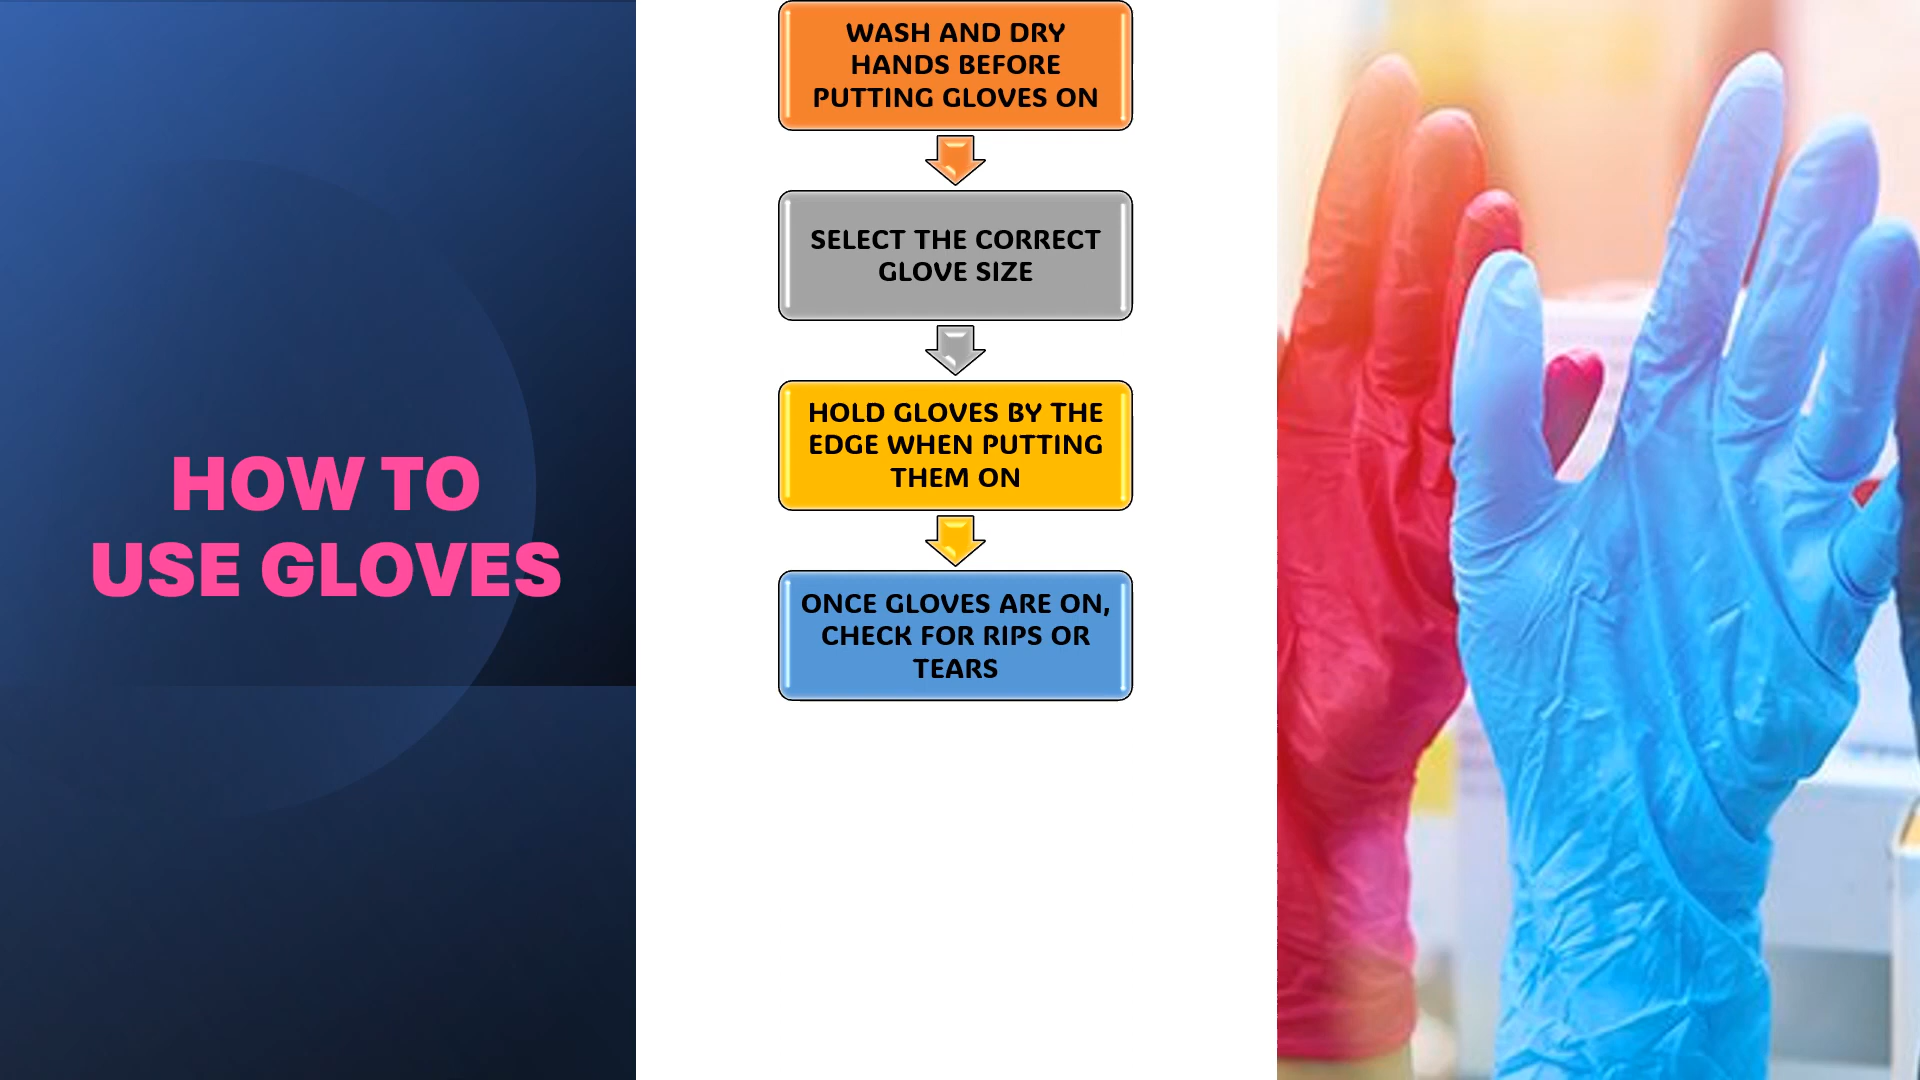 HOW TO
USE GLOVES
WASH AND DRY
HANDS BEFORE
PUTTING GLOVES ON
SELECT THE CORRECT
GLOVE SIZE
HOLD GLOVES BY THE
EDGE WHEN PUTTING
THEM ON
ONCE GLOVES ARE ON,
CHECK FOR RIPS OR
TEARS